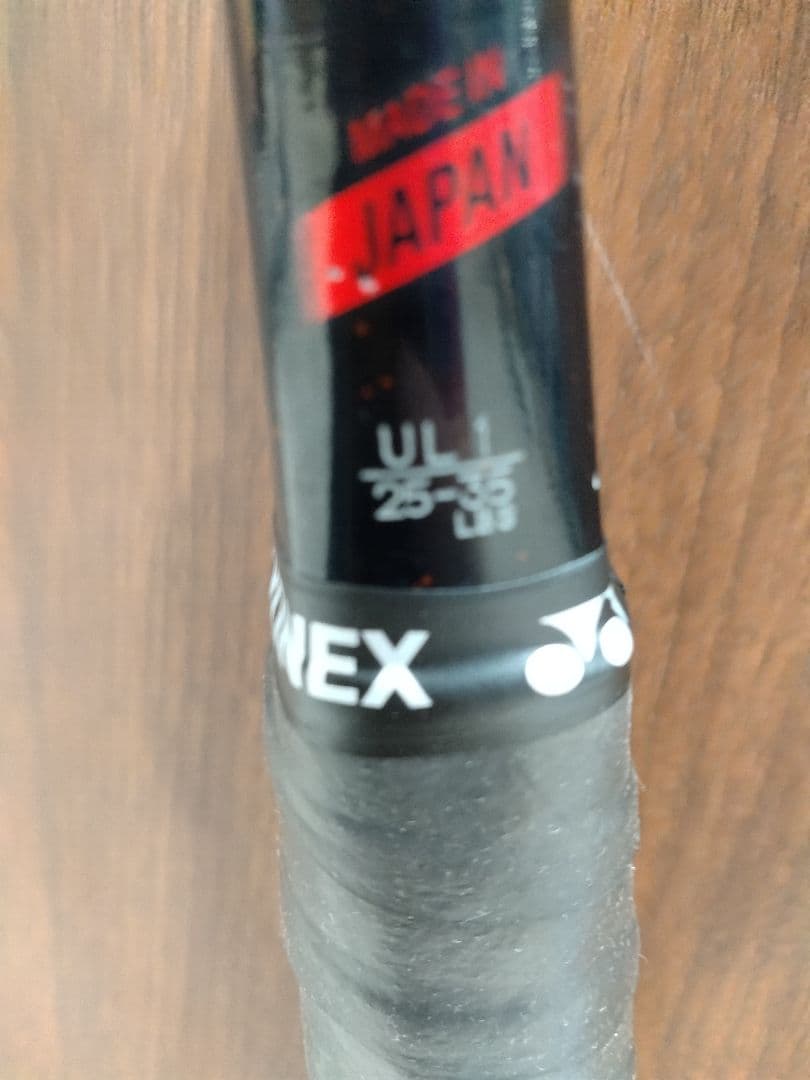 MADE IN
JAPAN
UL 1
25-35
LBS
NEX